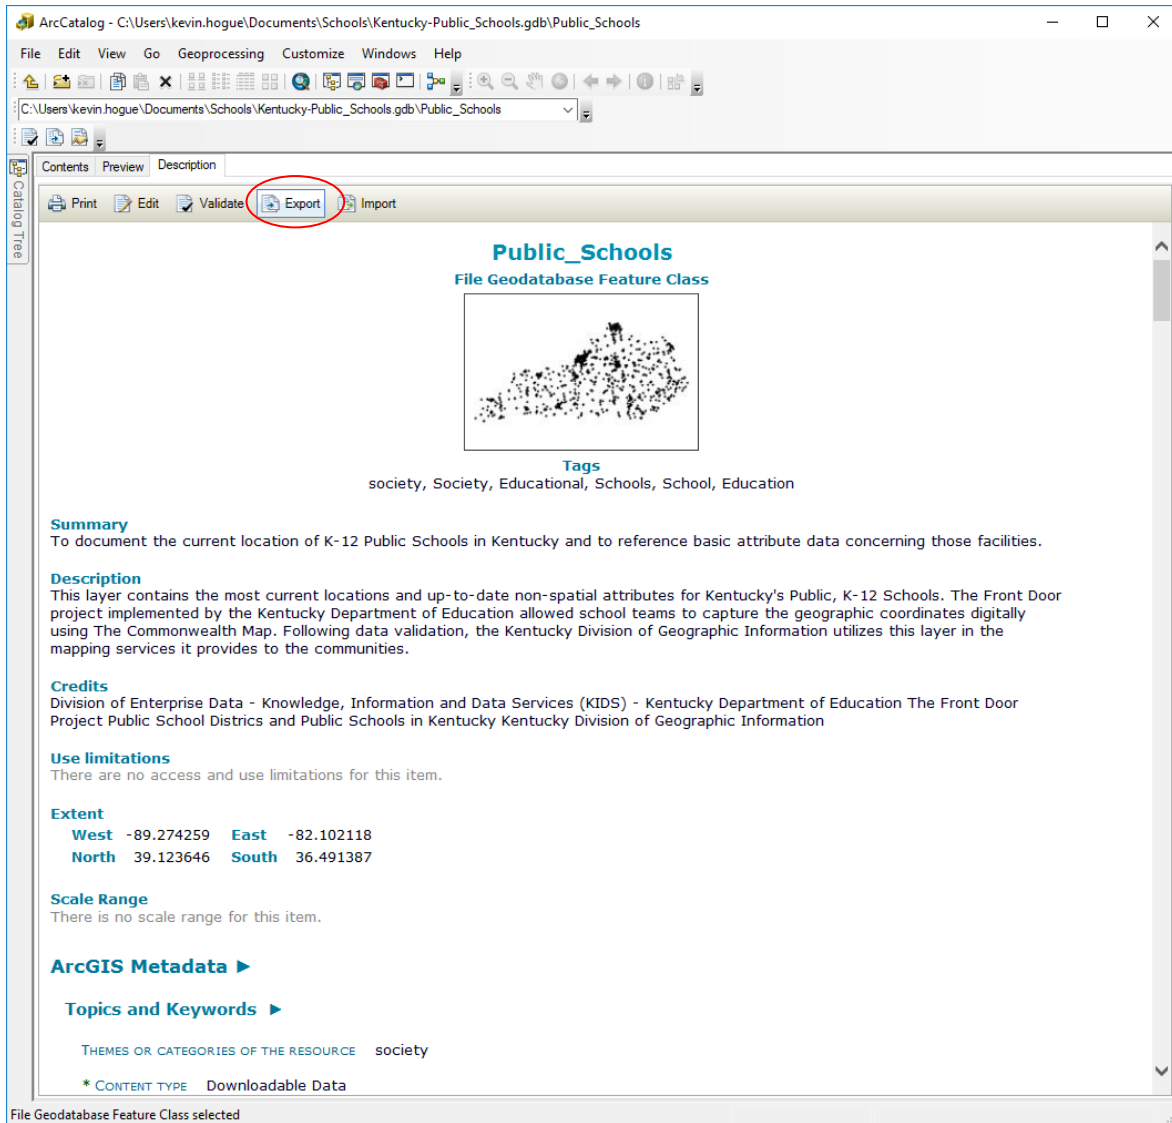 ArcCatalog - C:\Users\kevin.hogue\Documents\Schools\Kentucky-Public_Schools.gdb\Public_Schools
File Edit View Go Geoprocessing Customize Windows Help
C:\Users\kevin.hogue\Documents\Schools\Kentucky-Public_Schools.gdb\Public_Schools
Contents Preview Description
Catalog Tree
Print Edit Validate Export Import
Public_Schools
File Geodatabase Feature Class
Tags
society, Society, Educational, Schools, School, Education
Summary
To document the current location of K-12 Public Schools in Kentucky and to reference basic attribute data concerning those facilities.
Description
This layer contains the most current locations and up-to-date non-spatial attributes for Kentucky's Public, K-12 Schools. The Front Door
project implemented by the Kentucky Department of Education allowed school teams to capture the geographic coordinates digitally
using The Commonwealth Map. Following data validation, the Kentucky Division of Geographic Information utilizes this layer in the
mapping services it provides to the communities.
Credits
Division of Enterprise Data - Knowledge, Information and Data Services (KIDS) - Kentucky Department of Education The Front Door
Project Public School Districs and Public Schools in Kentucky Kentucky Division of Geographic Information
Use limitations
There are no access and use limitations for this item.
Extent
West -89.274259 East -82.102118
North 39.123646 South 36.491387
Scale Range
There is no scale range for this item.
ArcGIS Metadata ►
Topics and Keywords ►
THEMES OR CATEGORIES OF THE RESOURCE society
* CONTENT TYPE Downloadable Data
File Geodatabase Feature Class selected